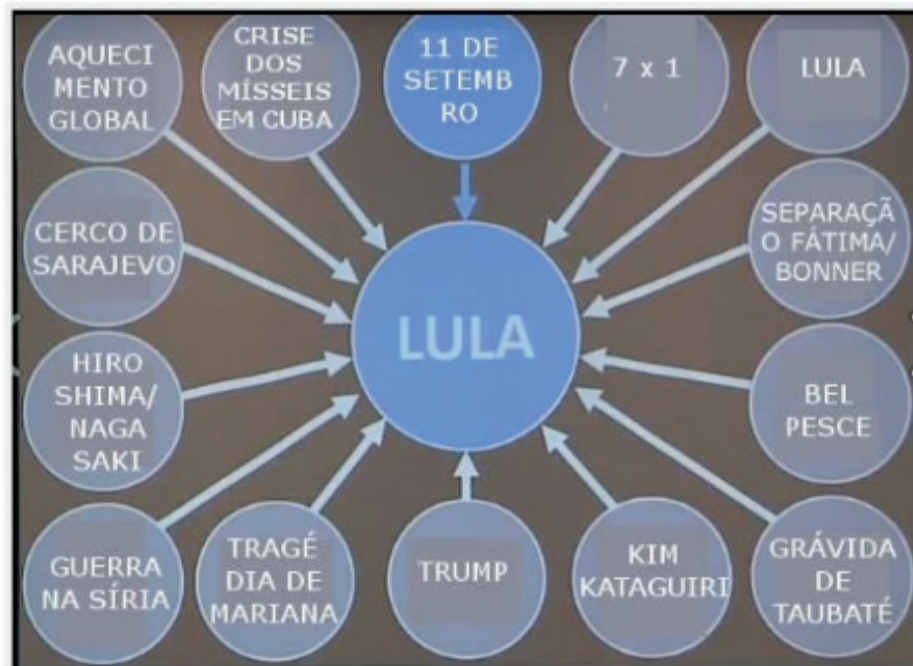 AQUECI
MENTO
GLOBAL
CRISE
DOS
MÍSSEIS
EM CUBA
11 DE
SETEMB
RO
7 x 1
LULA
CERCO DE
SARAJEVO
SEPARAÇÃ
O FÁTIMA/
BONNER
LULA
HIRO
SHIMA/
NAGA
SAKI
BEL
PESCE
GUERRA
NA SÍRIA
TRAGÉ
DIA DE
MARIANA
TRUMP
KIM
KATAGUIRI
GRÁVIDA
DE
TAUBATÉ